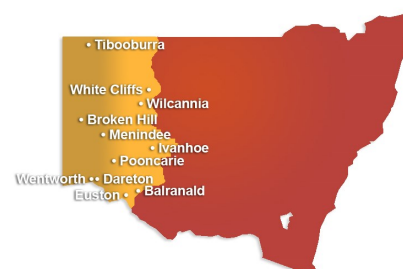 Tibooburra
White Cliffs
Wilcannia
Broken Hill
Menindee
Ivanhoe
Pooncarie
Wentworth
Dareton
Balranald
Euston